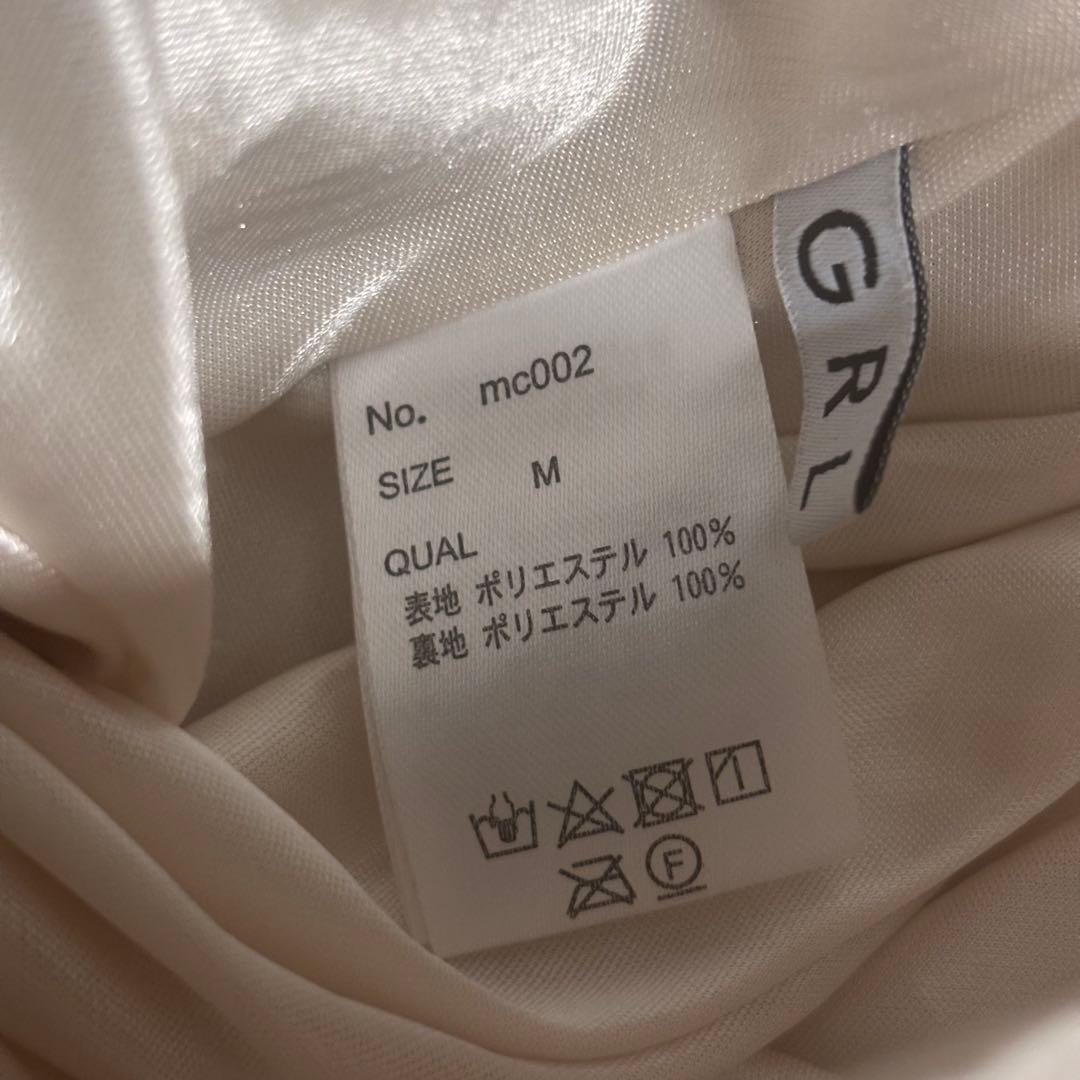 No. mc002
SIZE M
QUAL
表地 ポリエステル 100%
裏地 ポリエステル 100%
F
GRL